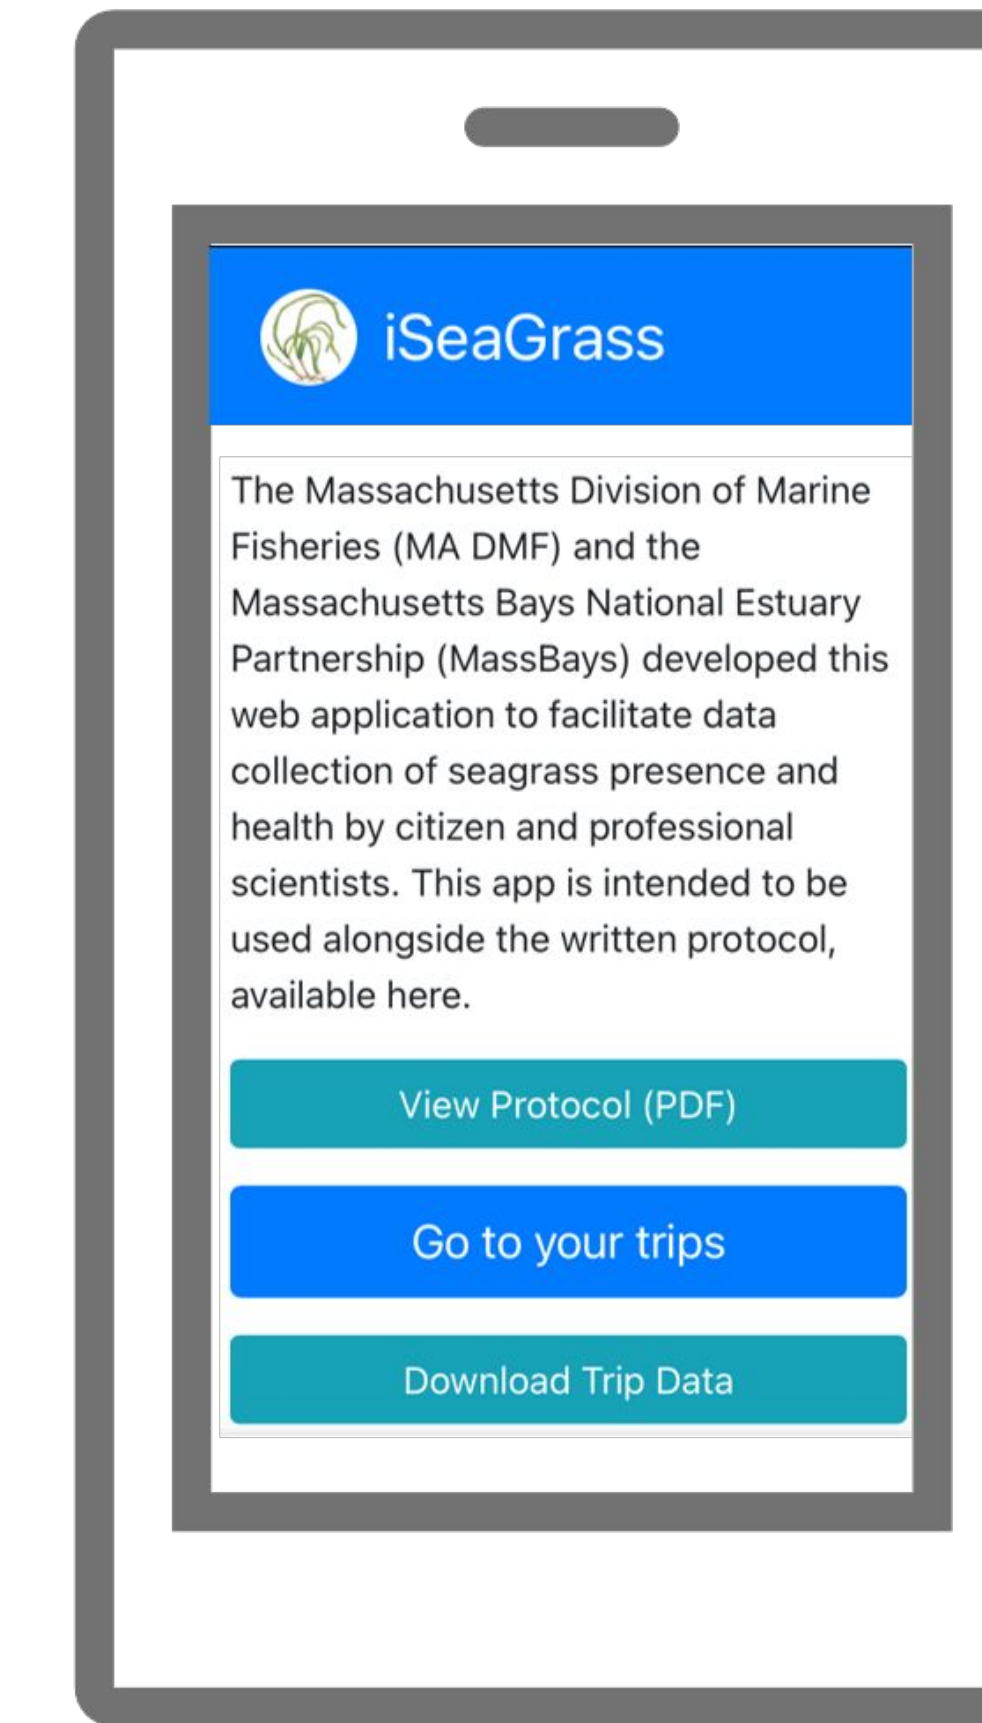 iSeaGrass
The Massachusetts Division of Marine
Fisheries (MA DMF) and the
Massachusetts Bays National Estuary
Partnership (MassBays) developed this
web application to facilitate data
collection of seagrass presence and
health by citizen and professional
scientists. This app is intended to be
used alongside the written protocol,
available here.
View Protocol (PDF)
Go to your trips
Download Trip Data